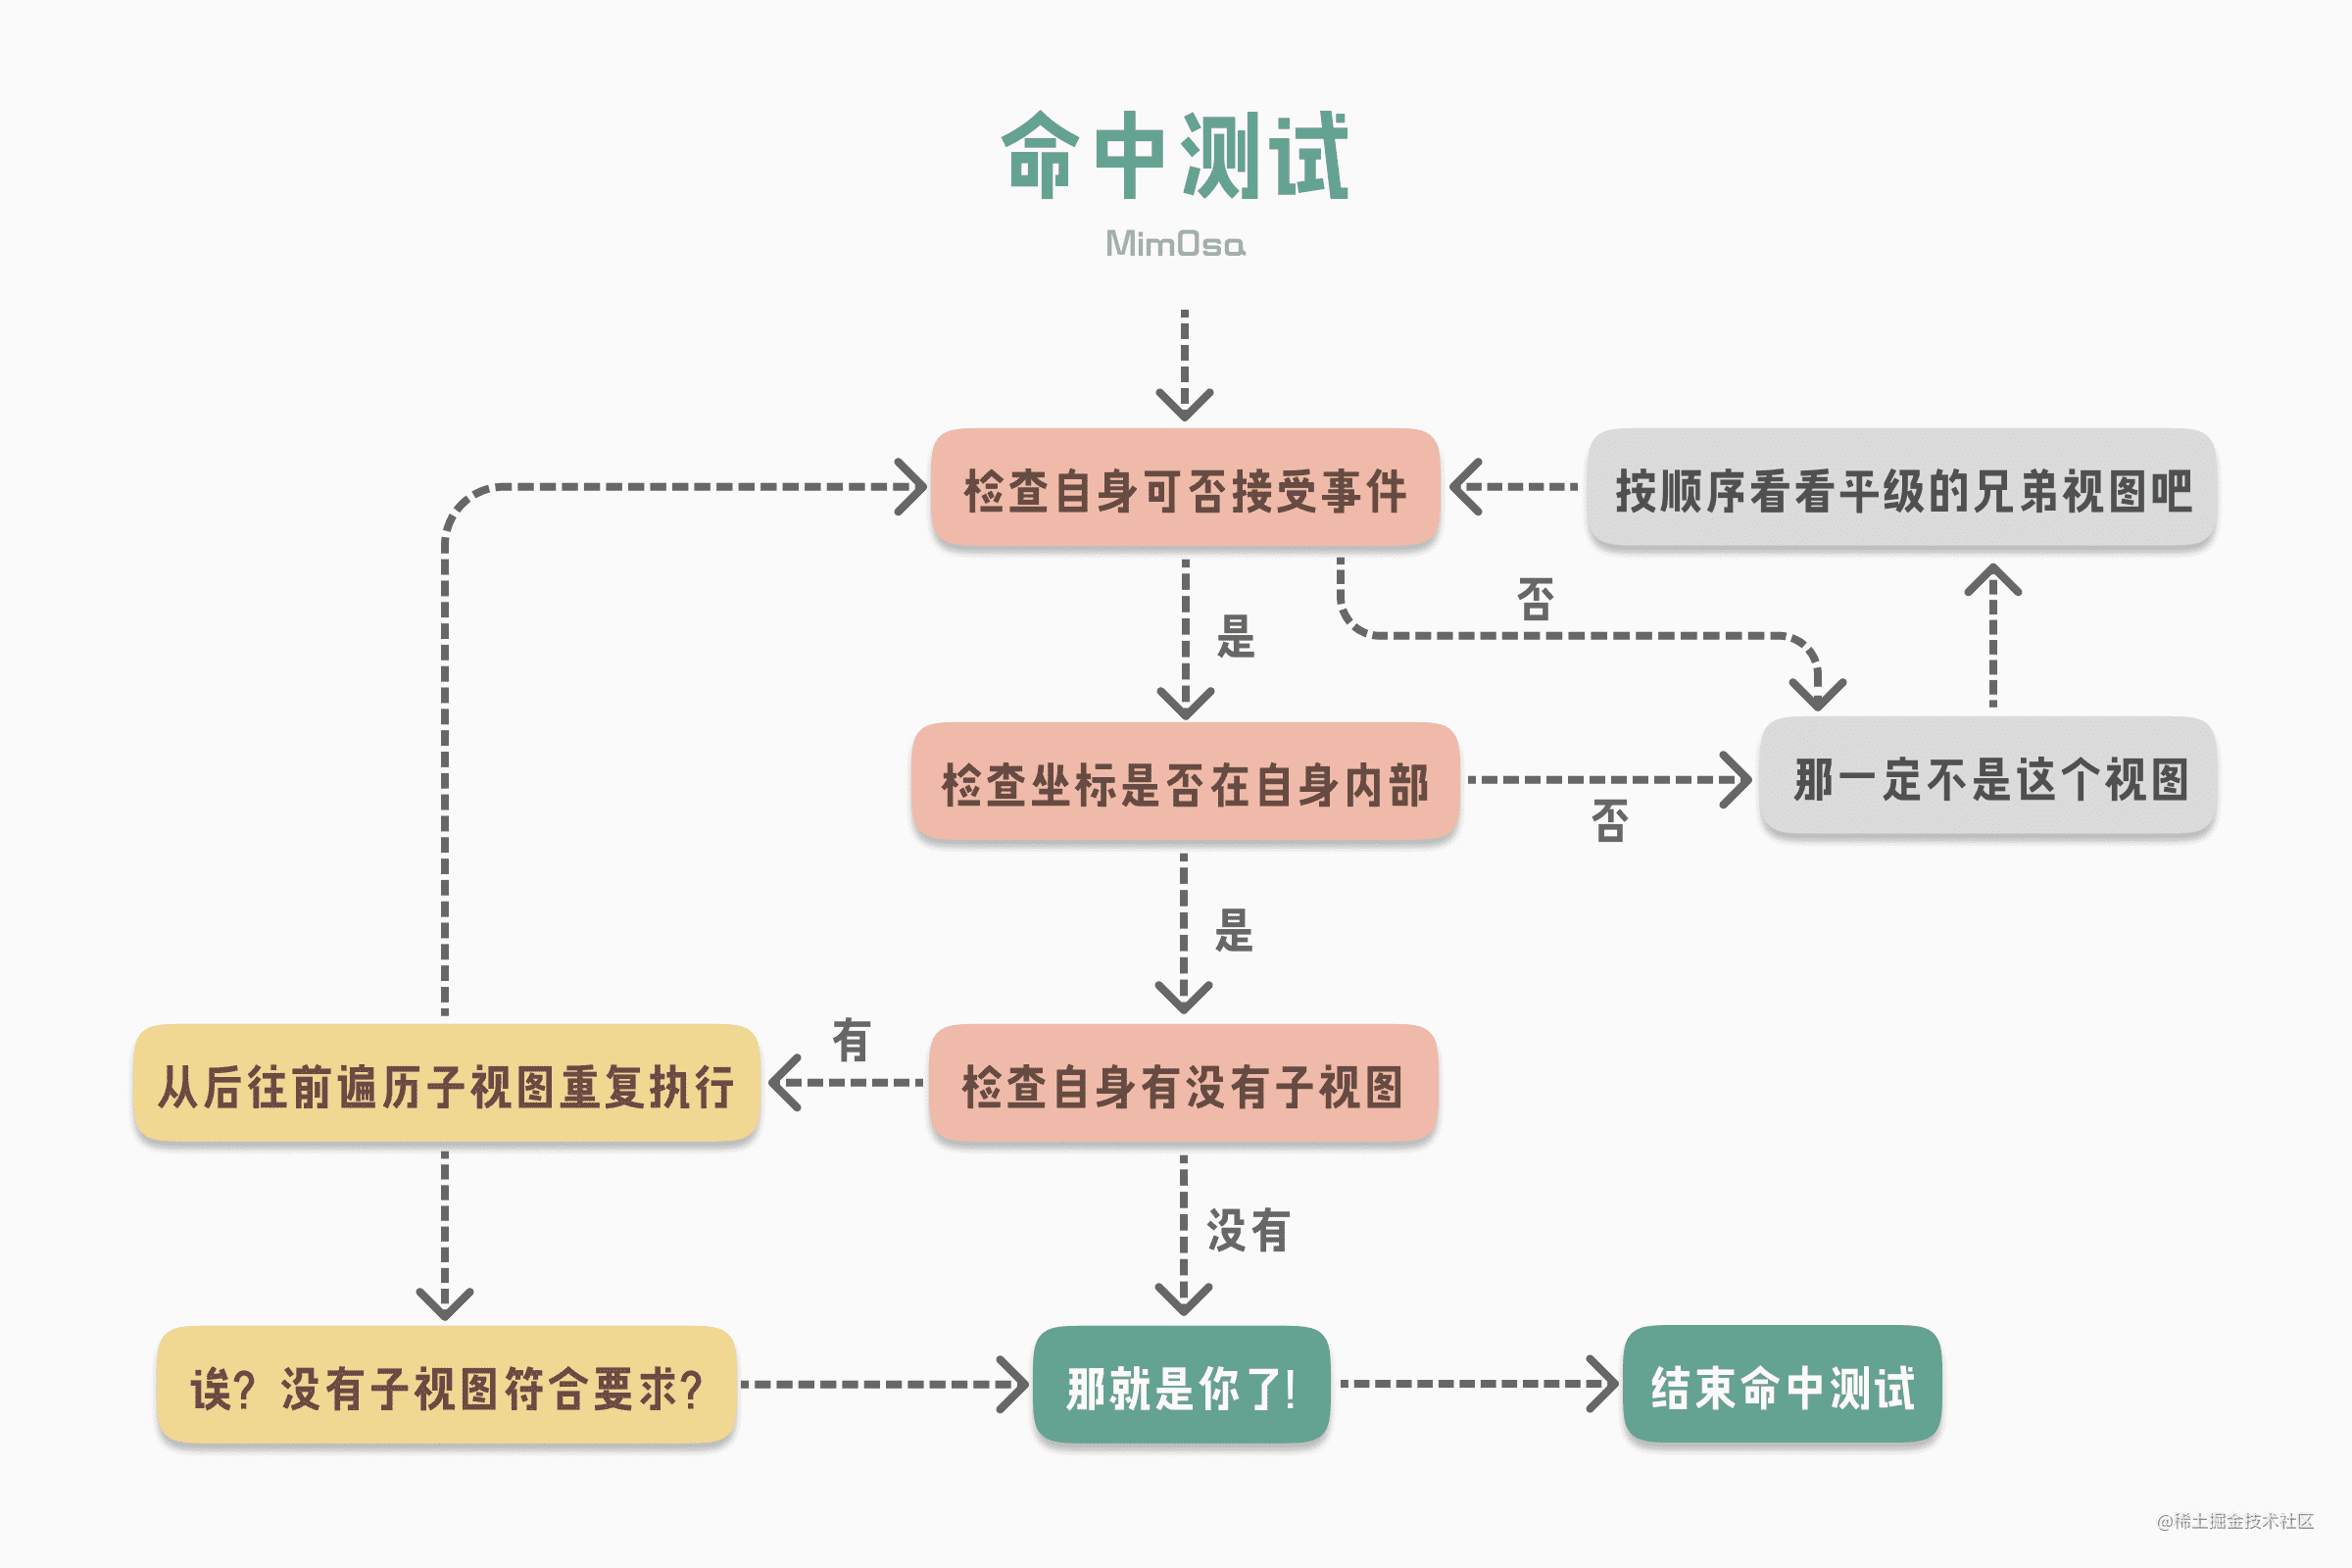 命中测试
MimOsa
检查自身可否接受事件
按顺序看看平级的兄弟视图吧
否
是
检查坐标是否在自身内部
那一定不是这个视图
否
是
有
从后往前遍历子视图重复执行
检查自身有没有子视图
没有
诶？没有子视图符合要求？
那就是你了！
结束命中测试
@稀土掘金技术社区